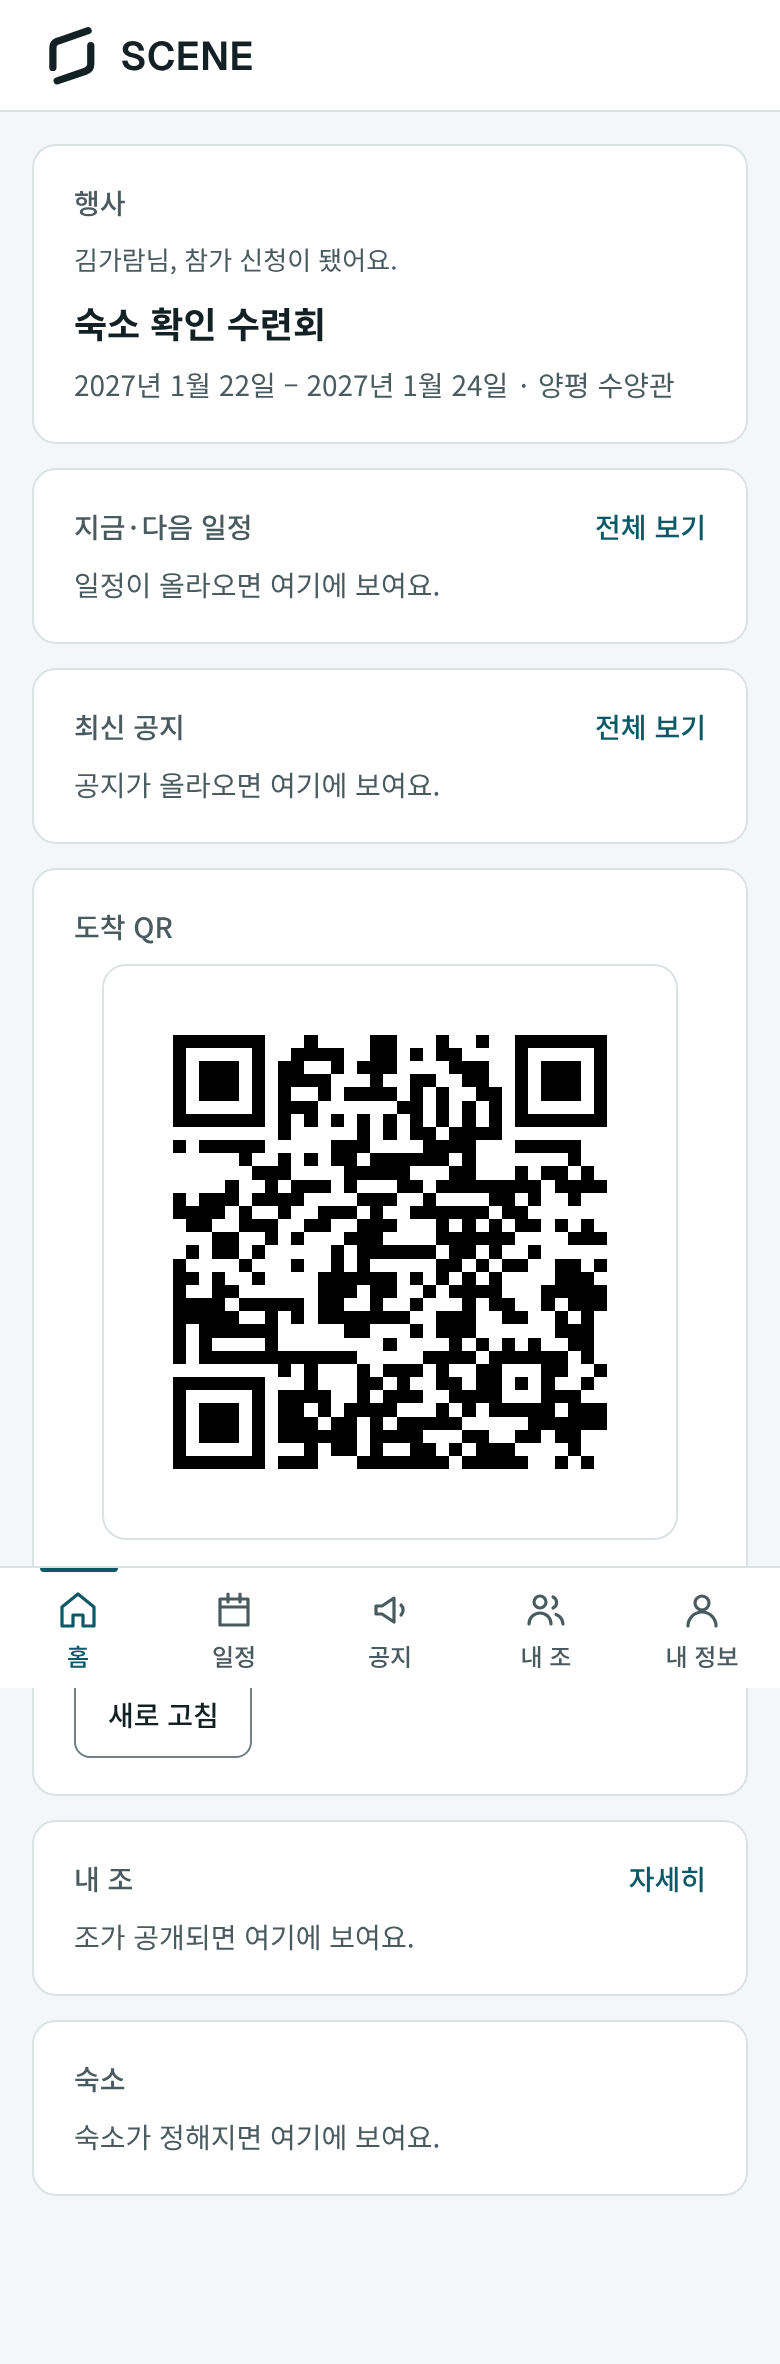 SCENE
행사
김가람님, 참가 신청이 됐어요.
숙소 확인 수련회
2027년 1월 22일 – 2027년 1월 24일 · 양평 수양관
지금·다음 일정 전체 보기
일정이 올라오면 여기에 보여요.
최신 공지 전체 보기
공지가 올라오면 여기에 보여요.
도착 QR
홈 일정 공지 내 조 내 정보
새로 고침
내 조 자세히
조가 공개되면 여기에 보여요.
숙소
숙소가 정해지면 여기에 보여요.